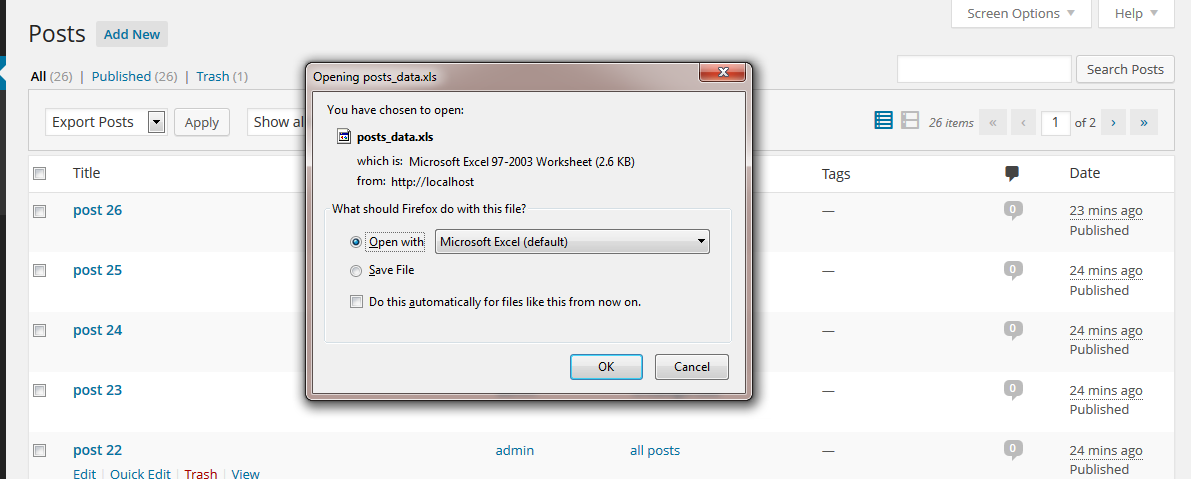 Screen Options Help
Posts Add New
All (26) | Published (26) | Trash (1)
Search Posts
Opening posts_data.xls
You have chosen to open:
posts_data.xls
which is: Microsoft Excel 97-2003 Worksheet (2.6 KB)
from: http://localhost
What should Firefox do with this file?
Open with Microsoft Excel (default)
Save File
Do this automatically for files like this from now on.
OK Cancel
Export Posts Apply Show al 26 items « ‹ 1 of 2 › »
Title Tags Date
post 26 — 0 23 mins ago
Published
post 25 — 0 24 mins ago
Published
post 24 — 0 24 mins ago
Published
post 23 — 0 24 mins ago
Published
post 22 admin all posts — 0 24 mins ago
Published
Edit | Quick Edit | Trash | View